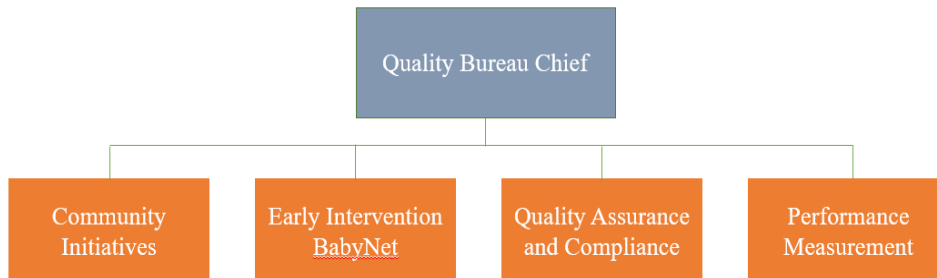 Quality Bureau Chief
Community
Initiatives
Early Intervention
BabyNet
Quality Assurance
and Compliance
Performance
Measurement